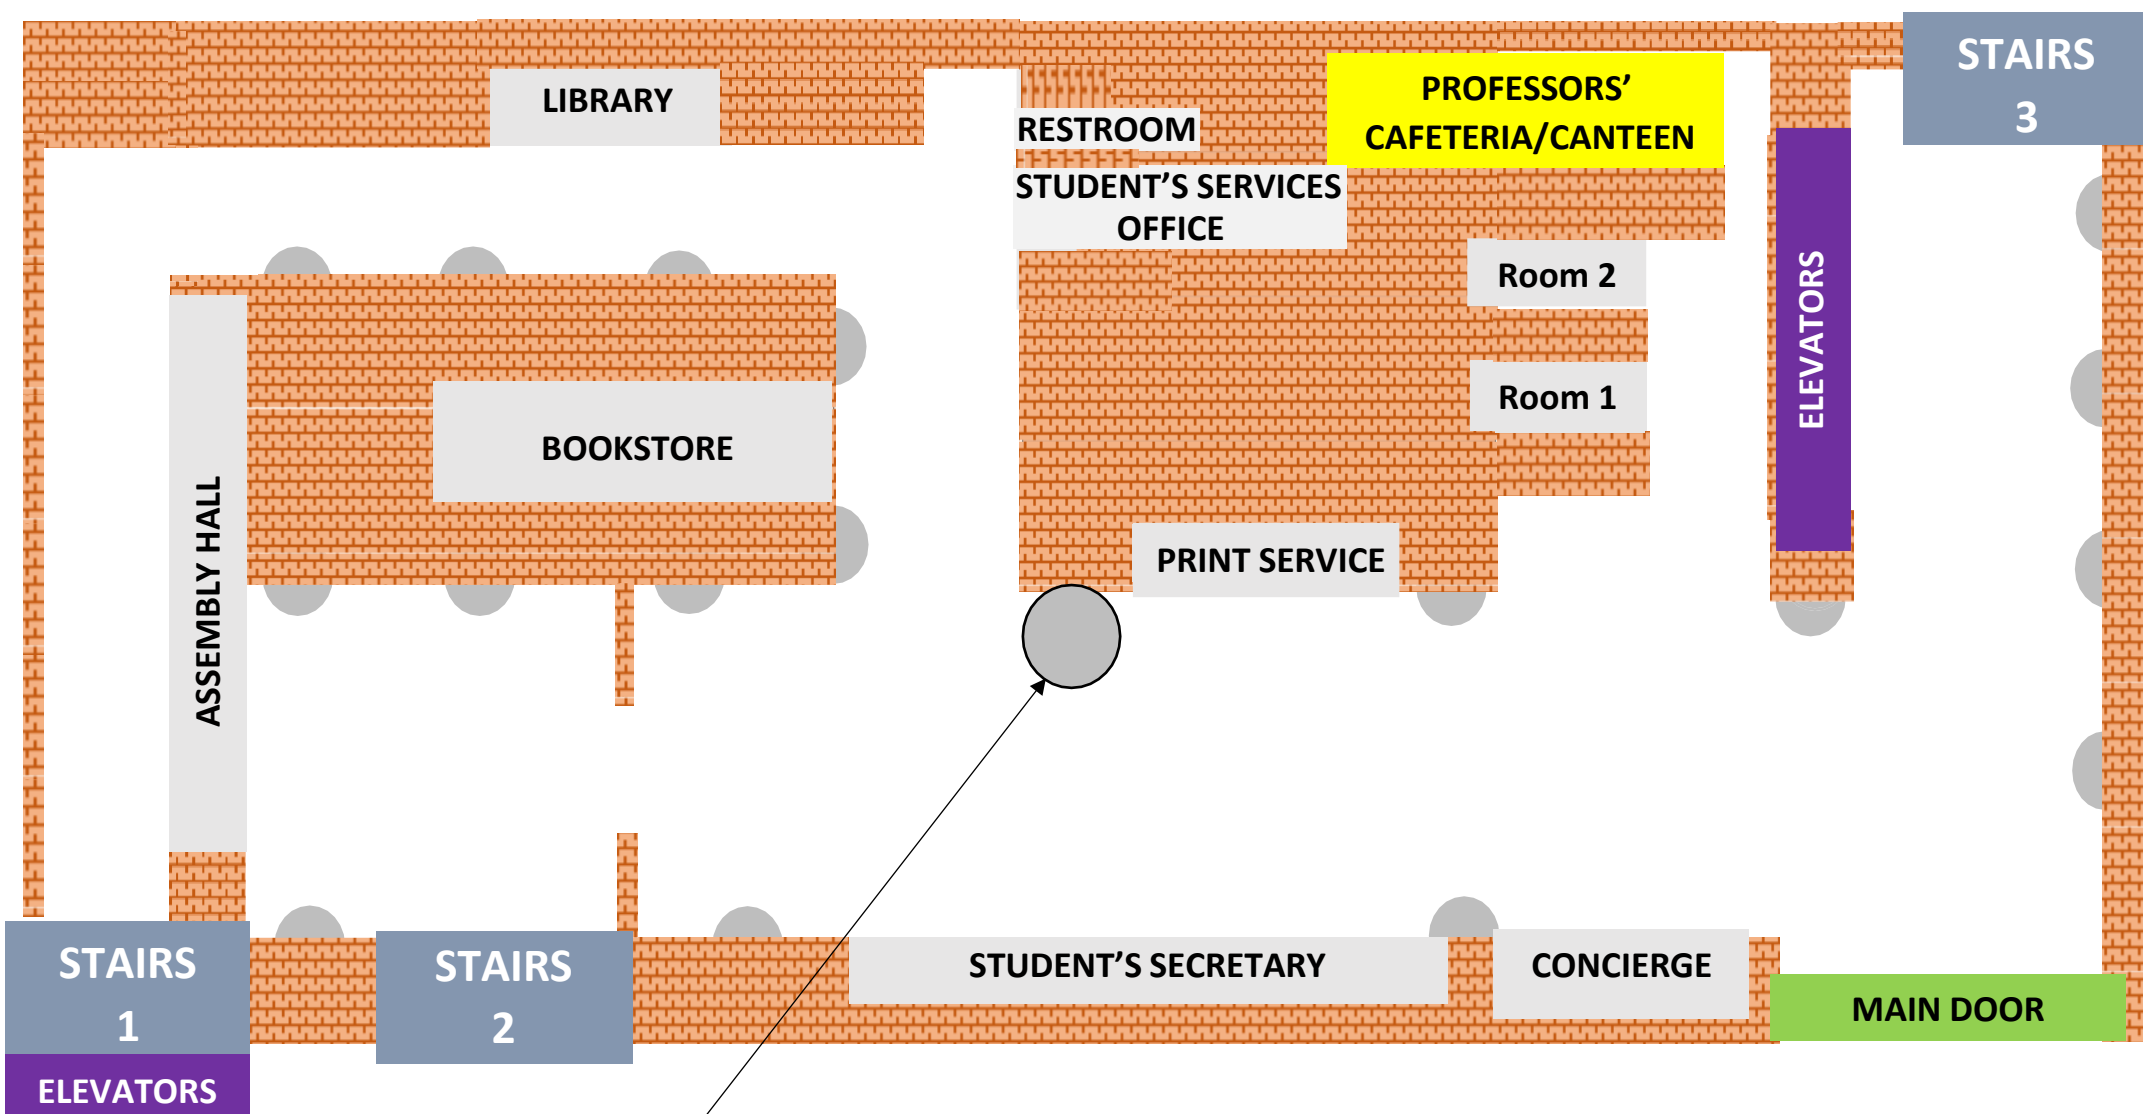 STAIRS
3
LIBRARY
PROFESSORS’
CAFETERIA/CANTEEN
RESTROOM
STUDENT’S SERVICES
OFFICE
Room 2
ELEVATORS
Room 1
BOOKSTORE
ASSEMBLY HALL
PRINT SERVICE
STAIRS
1
STAIRS
2
STUDENT’S SECRETARY
CONCIERGE
MAIN DOOR
ELEVATORS